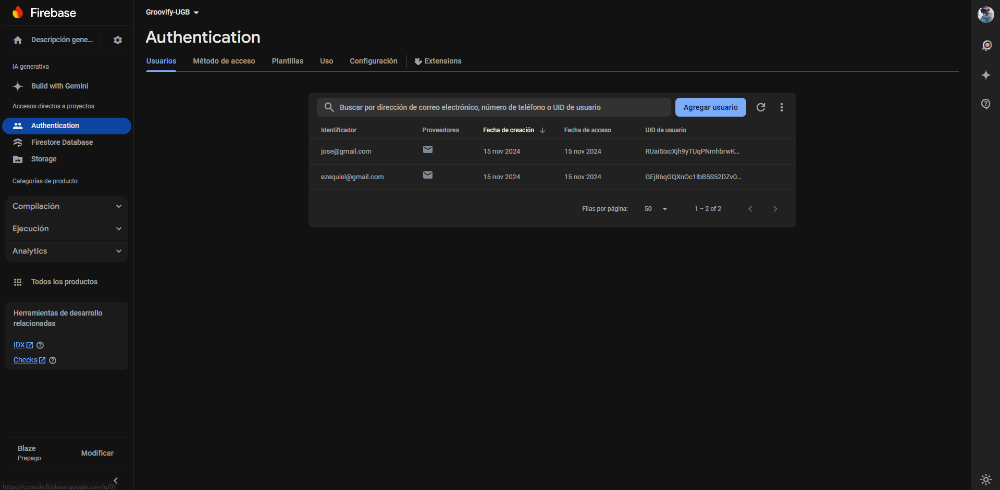 Firebase
Descripción gene...
IA generativa
Build with Gemini
Accesos directos a proyectos
Authentication
Firestore Database
Storage
Categorías de producto
Compilación
Ejecución
Analytics
Todos los productos
Herramientas de desarrollo
relacionadas
IDX
Checks
Blaze
Prepago
Modificar
https://console.firebase.google.com/u/0/
Groovify-UGB
Authentication
Usuarios Método de acceso Plantillas Uso Configuración Extensions
Buscar por dirección de correo electrónico, número de teléfono o UID de usuario Agregar usuario
Identificador Proveedores Fecha de creación Fecha de acceso UID de usuario
jose@gmail.com 15 nov 2024 15 nov 2024 RUai5IxcXjh9yTUqPNmhbrwK...
ezequiel@gmail.com 15 nov 2024 15 nov 2024 GEj86qGQXnOc1IbB5S52DZv0...
Filas por página: 50 1 – 2 of 2